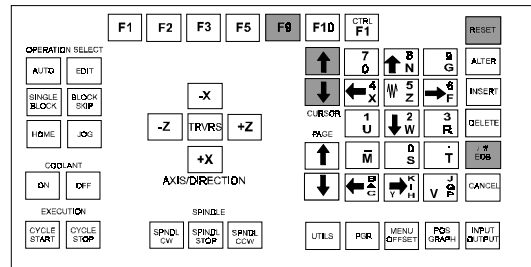 F1 F2 F3 F5 F9 F10 CTRL F1 RESET
OPERATION SELECT
AUTO EDIT
SINGLE BLOCK BLOCK SKIP
HOME JOG
COOLANT
ON OFF
EXECUTION
CYCLE START CYCLE STOP
-X
-Z TRVRS +Z
+X
AXIS/DIRECTION
SPINDLE
SPNDL CW SPNDL STOP SPNDL CCW
7 8 N 9 G ALTER
4 X 5 Z 6 F INSERT
CURSOR
1 U 2 W 3 R DELETE
PAGE
M 0 S . T EOB
B C Y K I H V J Q P CANCEL
UTILS PGR MENU OFFSET POS GRAPH INPUT OUTPUT